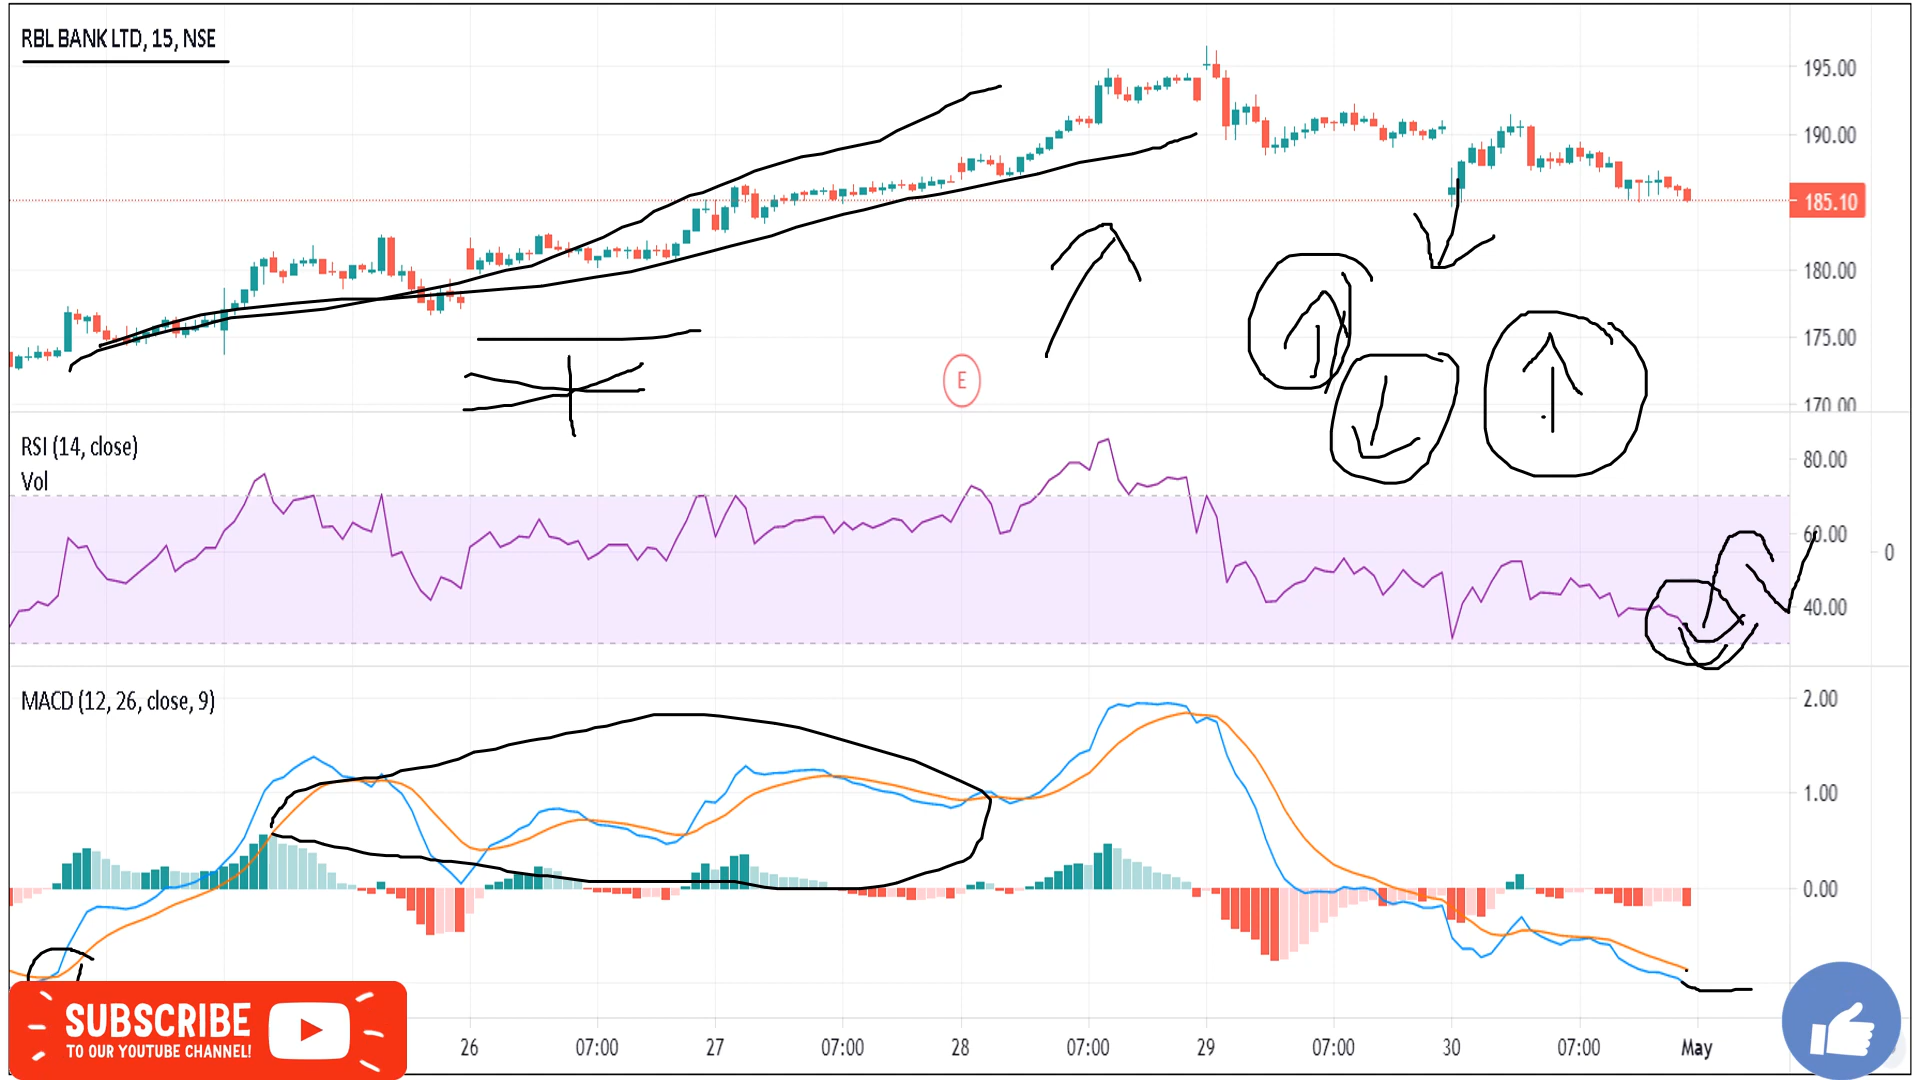 RBL BANK LTD, 15, NSE
195.00
190.00
185.10
180.00
175.00
170.00
E
RSI (14, close)
Vol
80.00
60.00
0
40.00
MACD (12, 26, close, 9)
2.00
1.00
0.00
SUBSCRIBE
TO OUR YOUTUBE CHANNEL!
26 07:00 27 07:00 28 07:00 29 07:00 30 07:00 May